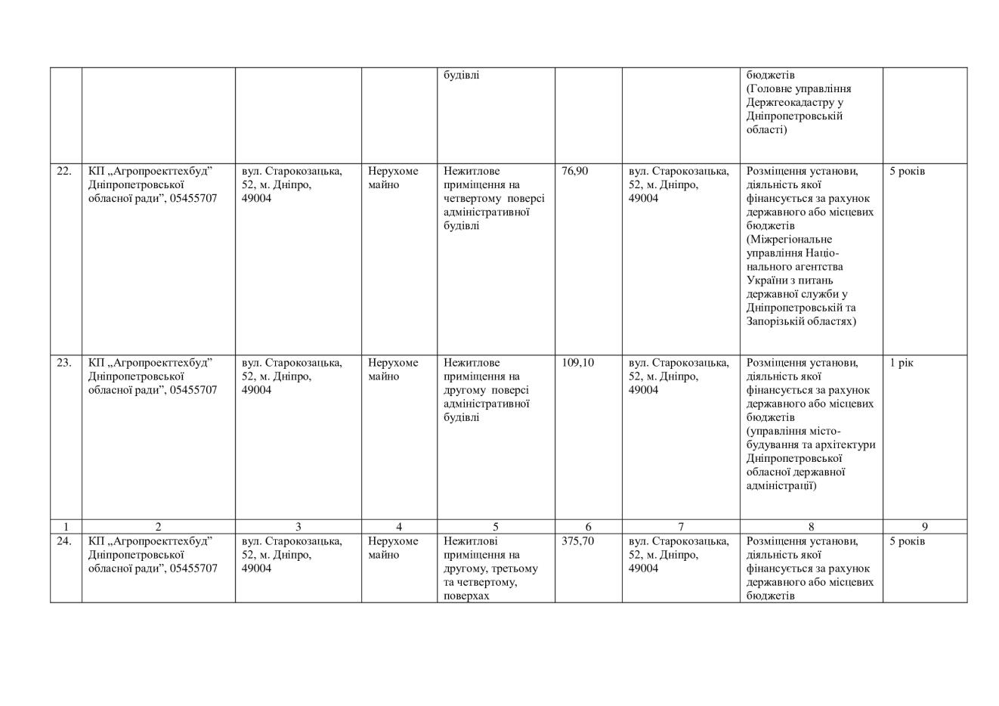 будівлі
бюджетів
(Головне управління
Держгеокадастру у
Дніпропетровській
області)
22.
КП „Агропроекттехбуд”
Дніпропетровської
обласної ради”, 05455707
вул. Старокозацька,
52, м. Дніпро,
49004
Нерухоме
майно
Нежитлове
приміщення на
четвертому поверсі
адміністративної
будівлі
76,90
вул. Старокозацька,
52, м. Дніпро,
49004
Розміщення установи,
діяльність якої
фінансується за рахунок
державного або місцевих
бюджетів
(Міжрегіональне
управління Націо-
нального агентства
України з питань
державної служби у
Дніпропетровській та
Запорізькій областях)
5 років
23.
КП „Агропроекттехбуд”
Дніпропетровської
обласної ради”, 05455707
вул. Старокозацька,
52, м. Дніпро,
49004
Нерухоме
майно
Нежитлове
приміщення на
другому поверсі
адміністративної
будівлі
109,10
вул. Старокозацька,
52, м. Дніпро,
49004
Розміщення установи,
діяльність якої
фінансується за рахунок
державного або місцевих
бюджетів
(управління місто-
будування та архітектури
Дніпропетровської
обласної державної
адміністрації)
1 рік
1 2 3 4 5 6 7 8 9
24.
КП „Агропроекттехбуд”
Дніпропетровської
обласної ради”, 05455707
вул. Старокозацька,
52, м. Дніпро,
49004
Нерухоме
майно
Нежитлові
приміщення на
другому, третьому
та четвертому,
поверхах
375,70
вул. Старокозацька,
52, м. Дніпро,
49004
Розміщення установи,
діяльність якої
фінансується за рахунок
державного або місцевих
бюджетів
5 років